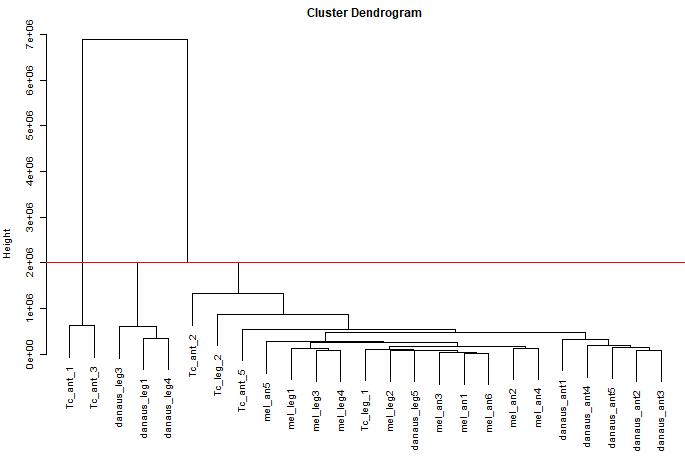 Cluster Dendrogram
Height
7e+06
6e+06
5e+06
4e+06
3e+06
2e+06
1e+06
0e+00
Tc_ant_1
Tc_ant_3
danaus_leg3
danaus_leg1
danaus_leg4
Tc_ant_2
Tc_leg_2
Tc_ant_5
mel_an5
mel_leg1
mel_leg3
mel_leg4
Tc_leg_1
mel_leg2
danaus_leg5
mel_an3
mel_an1
mel_an6
mel_an2
mel_an4
danaus_ant1
danaus_ant4
danaus_ant5
danaus_ant2
danaus_ant3